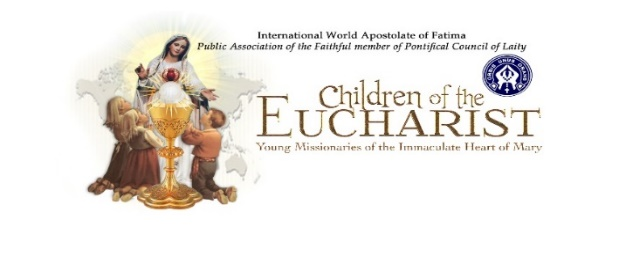 International World Apostolate of Fatima
Public Association of the Faithful member of Pontifical Council of Laity
Children of the
EUCHARIST
Young Missionaries of the Immaculate Heart of Mary